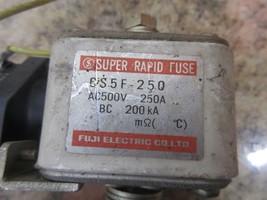 Ⓢ SUPER RAPID FUSE
CS5F-250
AC500V 250A
BC 200kA
mΩ( ℃)
FUJI ELECTRIC CO.LTD